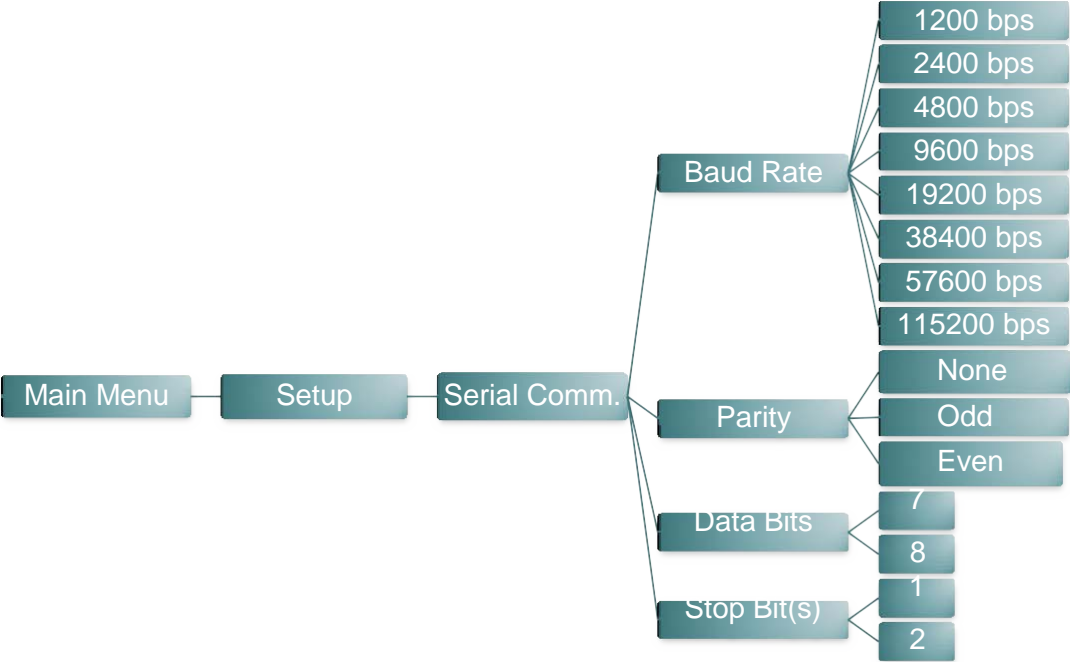 Main Menu
Setup
Serial Comm.
Baud Rate
1200 bps
2400 bps
4800 bps
9600 bps
19200 bps
38400 bps
57600 bps
115200 bps
Parity
None
Odd
Even
Data Bits
7
8
Stop Bit(s)
1
2